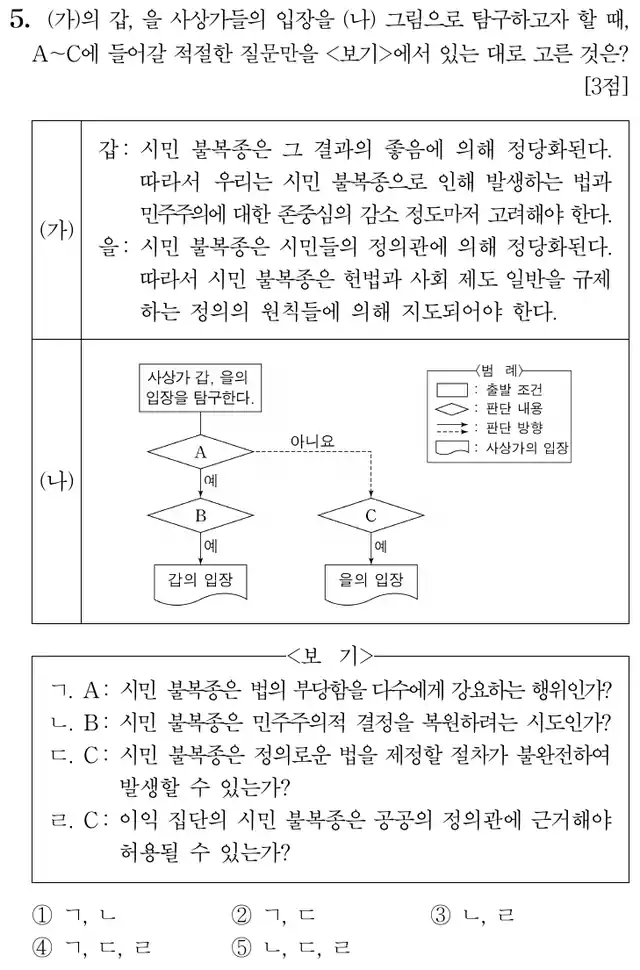 5. (가)의 갑, 을 사상가들의 입장을 (나) 그림으로 탐구하고자 할 때,
A~C에 들어갈 적절한 질문만을 <보기>에서 있는 대로 고른 것은?
[3점]
(가)
갑: 시민 불복종은 그 결과의 좋음에 의해 정당화된다.
따라서 우리는 시민 불복종으로 인해 발생하는 법과
민주주의에 대한 존중심의 감소 정도마저 고려해야 한다.
을: 시민 불복종은 시민들의 정의관에 의해 정당화된다.
따라서 시민 불복종은 헌법과 사회 제도 일반을 규제
하는 정의의 원칙들에 의해 지도되어야 한다.
(나)
사상가 갑, 을의
입장을 탐구한다.
A
아니요
예
B
C
예
예
갑의 입장
을의 입장
<범 례>
: 출발 조건
: 판단 내용
: 판단 방향
: 사상가의 입장
<보 기>
ㄱ. A: 시민 불복종은 법의 부당함을 다수에게 강요하는 행위인가?
ㄴ. B: 시민 불복종은 민주주의적 결정을 복원하려는 시도인가?
ㄷ. C: 시민 불복종은 정의로운 법을 제정할 절차가 불완전하여
발생할 수 있는가?
ㄹ. C: 이익 집단의 시민 불복종은 공공의 정의관에 근거해야
허용될 수 있는가?
① ㄱ, ㄴ ② ㄱ, ㄷ ③ ㄴ, ㄹ
④ ㄱ, ㄷ, ㄹ ⑤ ㄴ, ㄷ, ㄹ